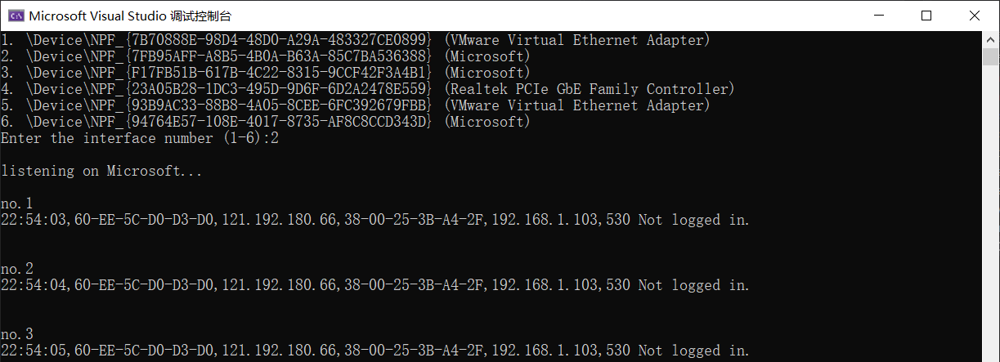 Microsoft Visual Studio 调试控制台
1. \Device\NPF_{7B70888E-98D4-48D0-A29A-483327CE0899} (VMware Virtual Ethernet Adapter)
2. \Device\NPF_{7FB95AFF-A8B5-4B0A-B63A-85C7BA536388} (Microsoft)
3. \Device\NPF_{F17FB51B-617B-4C22-8315-9CCF42F3A4B1} (Microsoft)
4. \Device\NPF_{23A05B28-1DC3-495D-9D6F-6D2A2478E559} (Realtek PCIe GbE Family Controller)
5. \Device\NPF_{93B9AC33-88B8-4A05-8CEE-6FC392679FBB} (VMware Virtual Ethernet Adapter)
6. \Device\NPF_{94764E57-108E-4017-8735-AF8C8CCD343D} (Microsoft)
Enter the interface number (1-6):2
listening on Microsoft...
no.1
22:54:03,60-EE-5C-D0-D3-D0,121.192.180.66,38-00-25-3B-A4-2F,192.168.1.103,530 Not logged in.
no.2
22:54:04,60-EE-5C-D0-D3-D0,121.192.180.66,38-00-25-3B-A4-2F,192.168.1.103,530 Not logged in.
no.3
22:54:05,60-EE-5C-D0-D3-D0,121.192.180.66,38-00-25-3B-A4-2F,192.168.1.103,530 Not logged in.